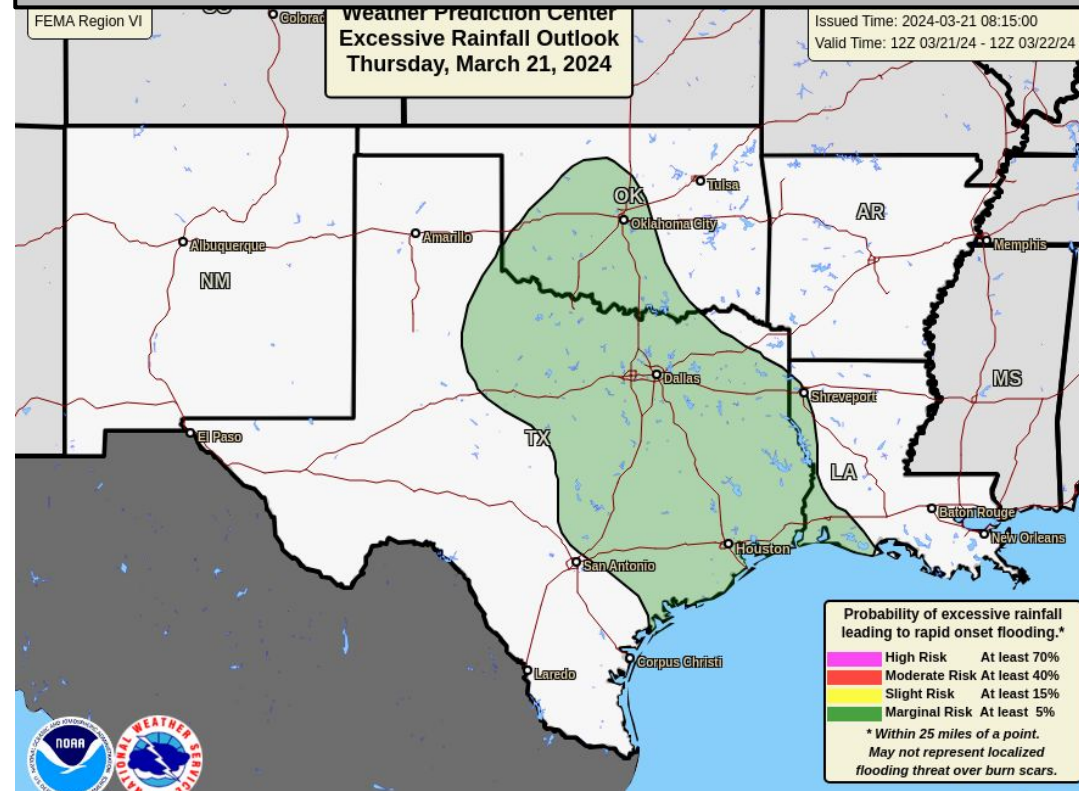 FEMA Region VI
Weather Prediction Center
Excessive Rainfall Outlook
Thursday, March 21, 2024
Issued Time: 2024-03-21 08:15:00
Valid Time: 12Z 03/21/24 - 12Z 03/22/24
Tulsa
OK
Oklahoma City
AR
Amarillo
Albuquerque
Memphis
NM
Dallas
MS
Shreveport
El Paso
TX
LA
Baton Rouge
New Orleans
Houston
San Antonio
Corpus Christi
Laredo
Probability of excessive rainfall
leading to rapid onset flooding.*
High Risk At least 70%
Moderate Risk At least 40%
Slight Risk At least 15%
Marginal Risk At least 5%
* Within 25 miles of a point.
May not represent localized
flooding threat over burn scars.
NOAA
NATIONAL WEATHER SERVICE